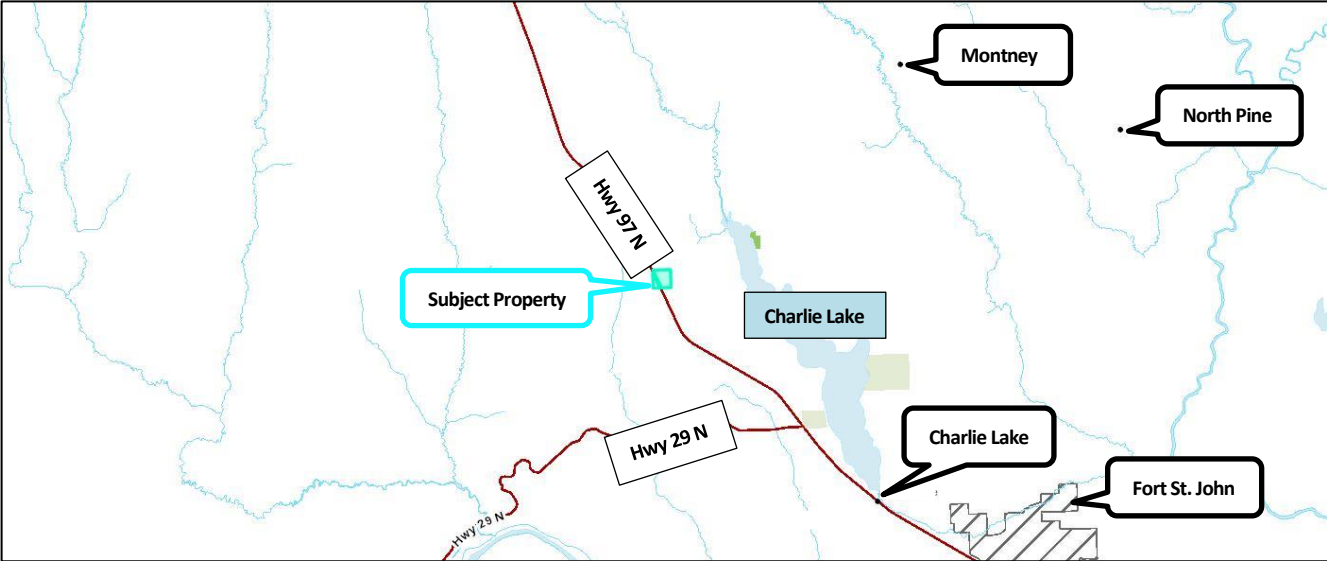 Montney
North Pine
Hwy 97 N
Subject Property
Charlie Lake
Hwy 29 N
Charlie Lake
Fort St. John
Hwy 29 N